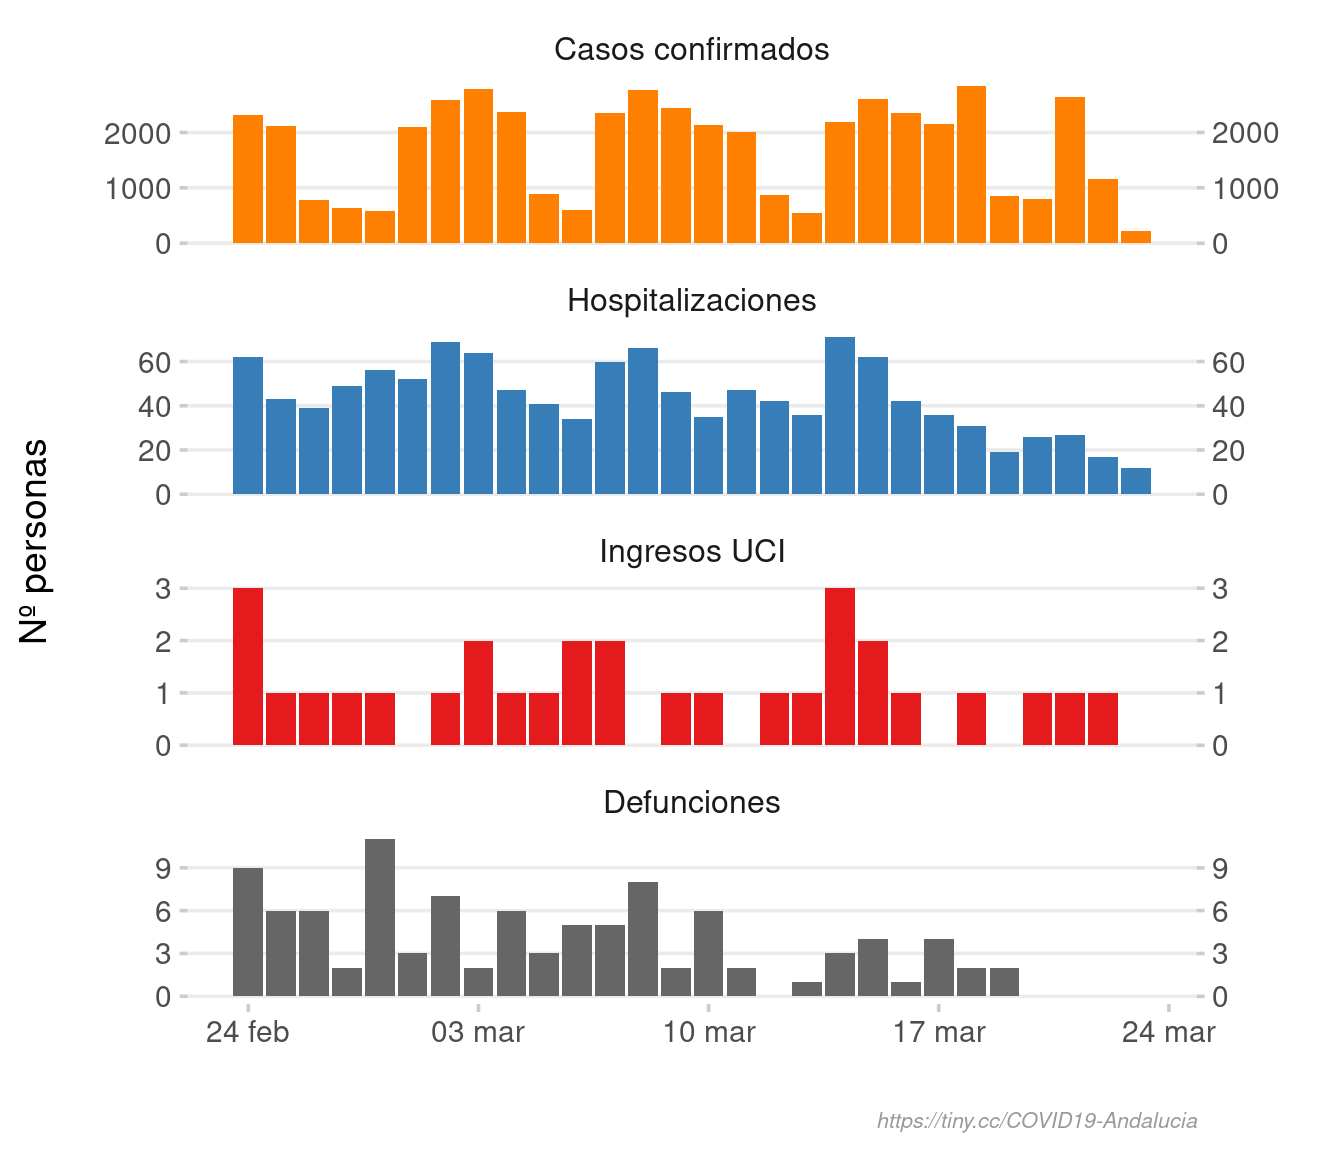 Casos confirmados
2000 2000
1000 1000
0 0
Hospitalizaciones
60 60
40 40
20 20
0 0
Nº personas
Ingresos UCI
3 3
2 2
1 1
0 0
Defunciones
9 9
6 6
3 3
0 0
24 feb 03 mar 10 mar 17 mar 24 mar
https://tiny.cc/COVID19-Andalucia